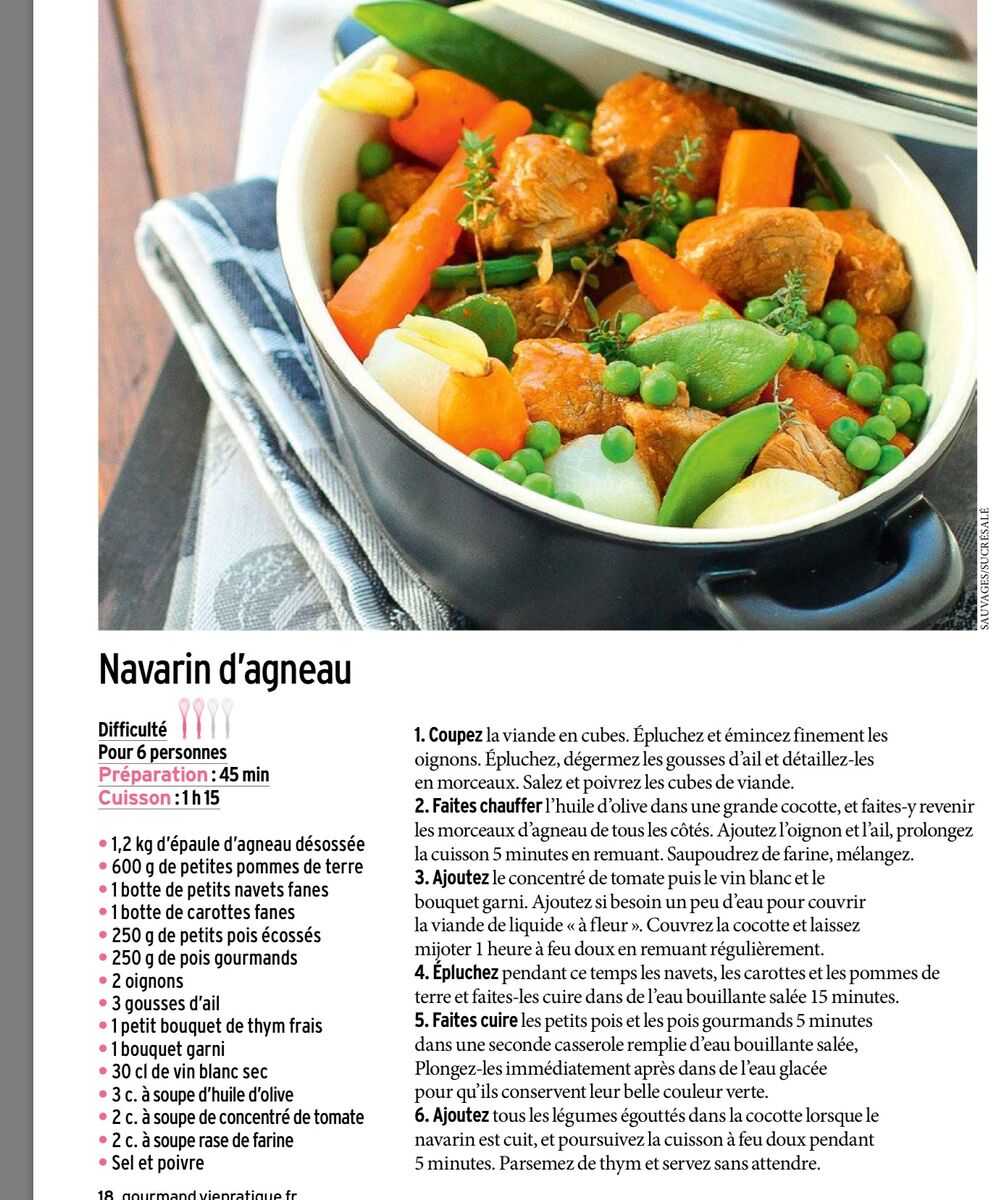 SAUVAGES/SUCRÉSALÉ
Navarin d'agneau
Difficulté
Pour 6 personnes
Préparation : 45 min
Cuisson : 1 h 15
• 1,2 kg d'épaule d'agneau désossée
• 600 g de petites pommes de terre
• 1 botte de petits navets fanes
• 1 botte de carottes fanes
• 250 g de petits pois écossés
• 250 g de pois gourmands
• 2 oignons
• 3 gousses d'ail
• 1 petit bouquet de thym frais
• 1 bouquet garni
• 30 cl de vin blanc sec
• 3 c. à soupe d'huile d'olive
• 2 c. à soupe de concentré de tomate
• 2 c. à soupe rase de farine
• Sel et poivre
1. Coupez la viande en cubes. Épluchez et émincez finement les
oignons. Épluchez, dégermez les gousses d'ail et détaillez-les
en morceaux. Salez et poivrez les cubes de viande.
2. Faites chauffer l'huile d'olive dans une grande cocotte, et faites-y revenir
les morceaux d'agneau de tous les côtés. Ajoutez l'oignon et l'ail, prolongez
la cuisson 5 minutes en remuant. Saupoudrez de farine, mélangez.
3. Ajoutez le concentré de tomate puis le vin blanc et le
bouquet garni. Ajoutez si besoin un peu d'eau pour couvrir
la viande de liquide « à fleur ». Couvrez la cocotte et laissez
mijoter 1 heure à feu doux en remuant régulièrement.
4. Épluchez pendant ce temps les navets, les carottes et les pommes de
terre et faites-les cuire dans de l'eau bouillante salée 15 minutes.
5. Faites cuire les petits pois et les pois gourmands 5 minutes
dans une seconde casserole remplie d'eau bouillante salée,
Plongez-les immédiatement après dans de l'eau glacée
pour qu'ils conservent leur belle couleur verte.
6. Ajoutez tous les légumes égouttés dans la cocotte lorsque le
navarin est cuit, et poursuivez la cuisson à feu doux pendant
5 minutes. Parsemez de thym et servez sans attendre.
18 gourmand.viepratique.fr